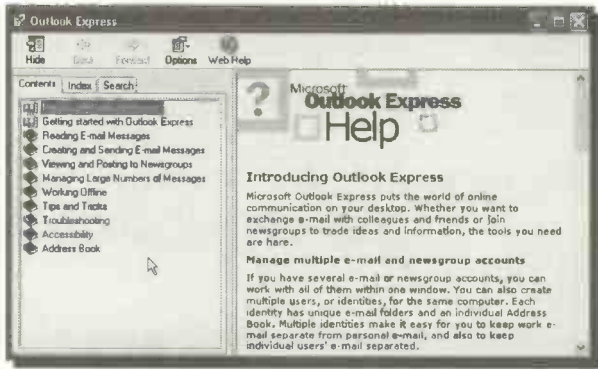 Outlook Express
Hide Back Forward Options Web Help
Contents Index Search
Getting started with Outlook Express
Reading E-mail Messages
Creating and Sending E-mail Messages
Viewing and Posting to Newsgroups
Managing Large Numbers of Messages
Working Offline
Tips and Tricks
Troubleshooting
Accessibility
Address Book
?
Microsoft
Outlook Express
Help
Introducing Outlook Express
Microsoft Outlook Express puts the world of online
communication on your desktop. Whether you want to
exchange e-mail with colleagues and friends or join
newsgroups to trade ideas and information, the tools you need
are here.
Manage multiple e-mail and newsgroup accounts
If you have several e-mail or newsgroup accounts, you can
work with all of them within one window. You can also create
multiple users, or identities, for the same computer. Each
identity has unique e-mail folders and an individual Address
Book. Multiple identities make it easy for you to keep work e-
mail separate from personal e-mail, and also to keep
individual users' e-mail separated.